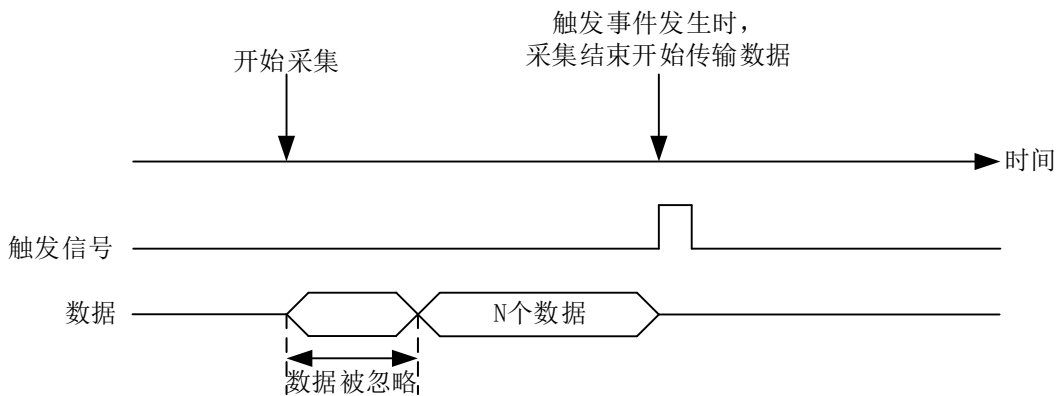 触发事件发生时，
采集结束开始传输数据
开始采集
时间
触发信号
数据
N个数据
数据被忽略